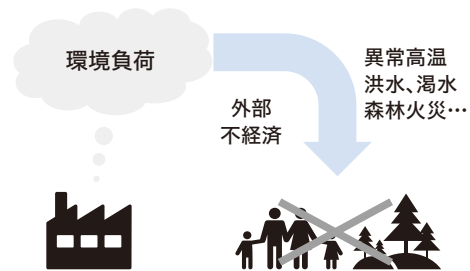 環境負荷
異常高温
洪水、渇水
森林火災…
外部
不経済